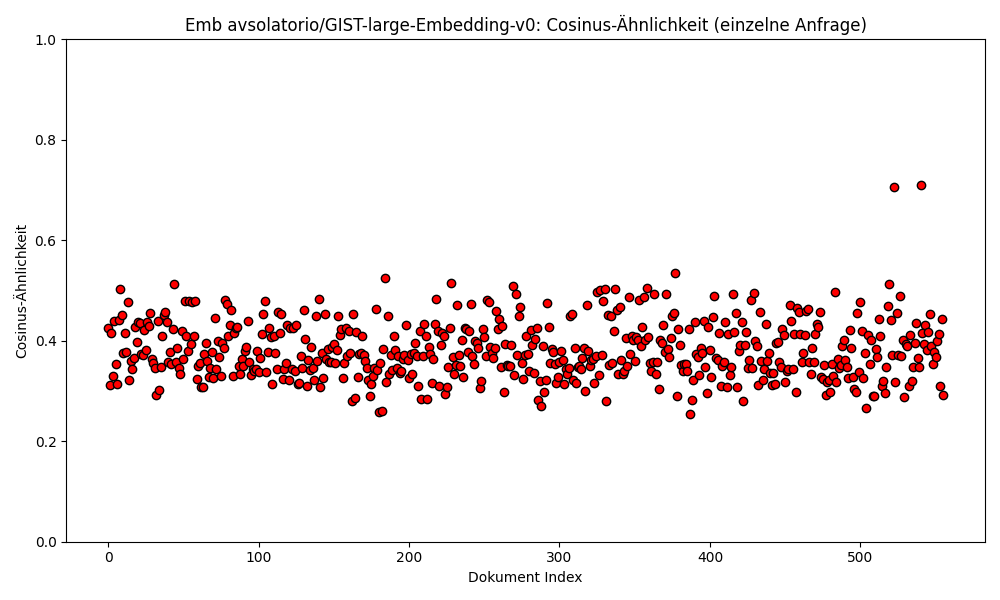 Emb avsolatorio/GIST-large-Embedding-v0: Cosinus-Ähnlichkeit (einzelne Anfrage)
1.0
0.8
0.6
0.4
0.2
0.0
Cosinus-Ähnlichkeit
0 100 200 300 400 500
Dokument Index